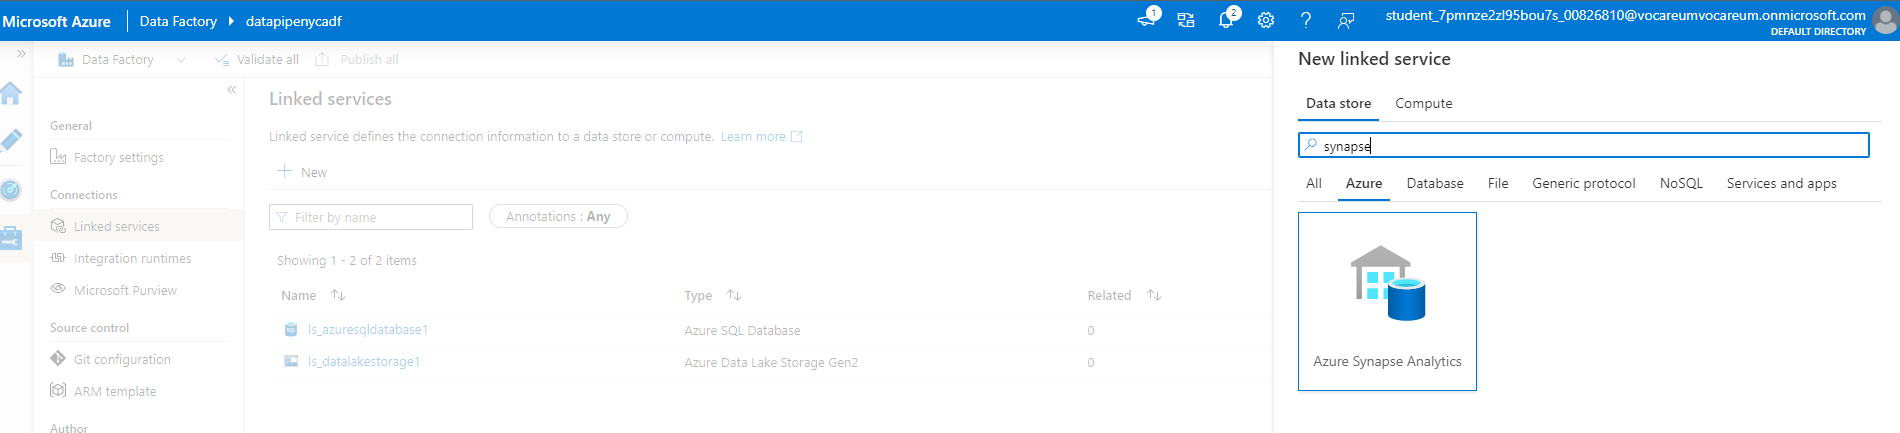 Microsoft Azure
Data Factory
datapipenycadf
1
2
student_7pmnze2zl95bou7s_00826810@vocareumvocareum.onmicrosoft.com
DEFAULT DIRECTORY
Data Factory
Validate all
Publish all
General
Factory settings
Connections
Linked services
Integration runtimes
Microsoft Purview
Source control
Git configuration
ARM template
Author
Linked services
Linked service defines the connection information to a data store or compute. Learn more
New
Filter by name
Annotations : Any
Showing 1 - 2 of 2 items
Name Type Related
ls_azuresqldatabase1 Azure SQL Database 0
ls_datalakestorage1 Azure Data Lake Storage Gen2 0
New linked service
Data store Compute
synapse
All Azure Database File Generic protocol NoSQL Services and apps
Azure Synapse Analytics